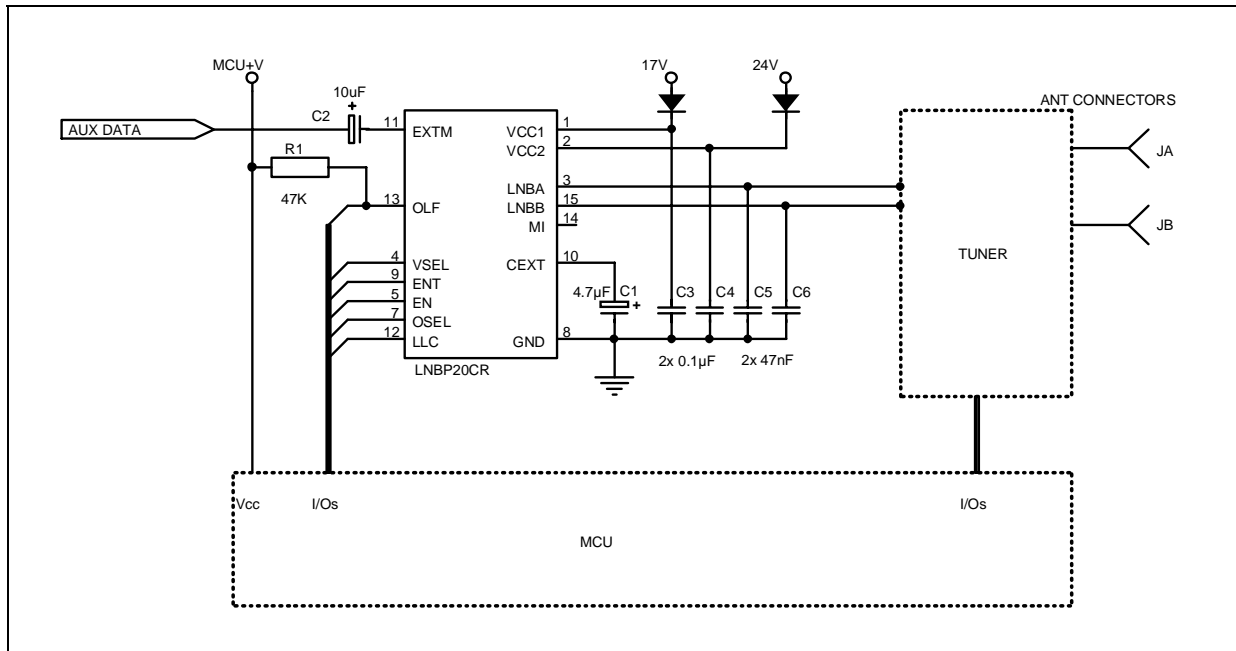 MCU+V
17V
24V
ANT CONNECTORS
10uF
+
C2
AUX DATA
11
EXTM
VCC1
1
VCC2
2
JA
R1
47K
LNBA
3
13
OLF
LNBB
15
MI
14
JB
TUNER
4
VSEL
CEXT
10
9
ENT
5
EN
4.7µF
C1
+
C3
C4
C5
C6
7
OSEL
12
LLC
GND
8
LNBP20CR
2x 0.1µF
2x 47nF
Vcc
I/Os
I/Os
MCU